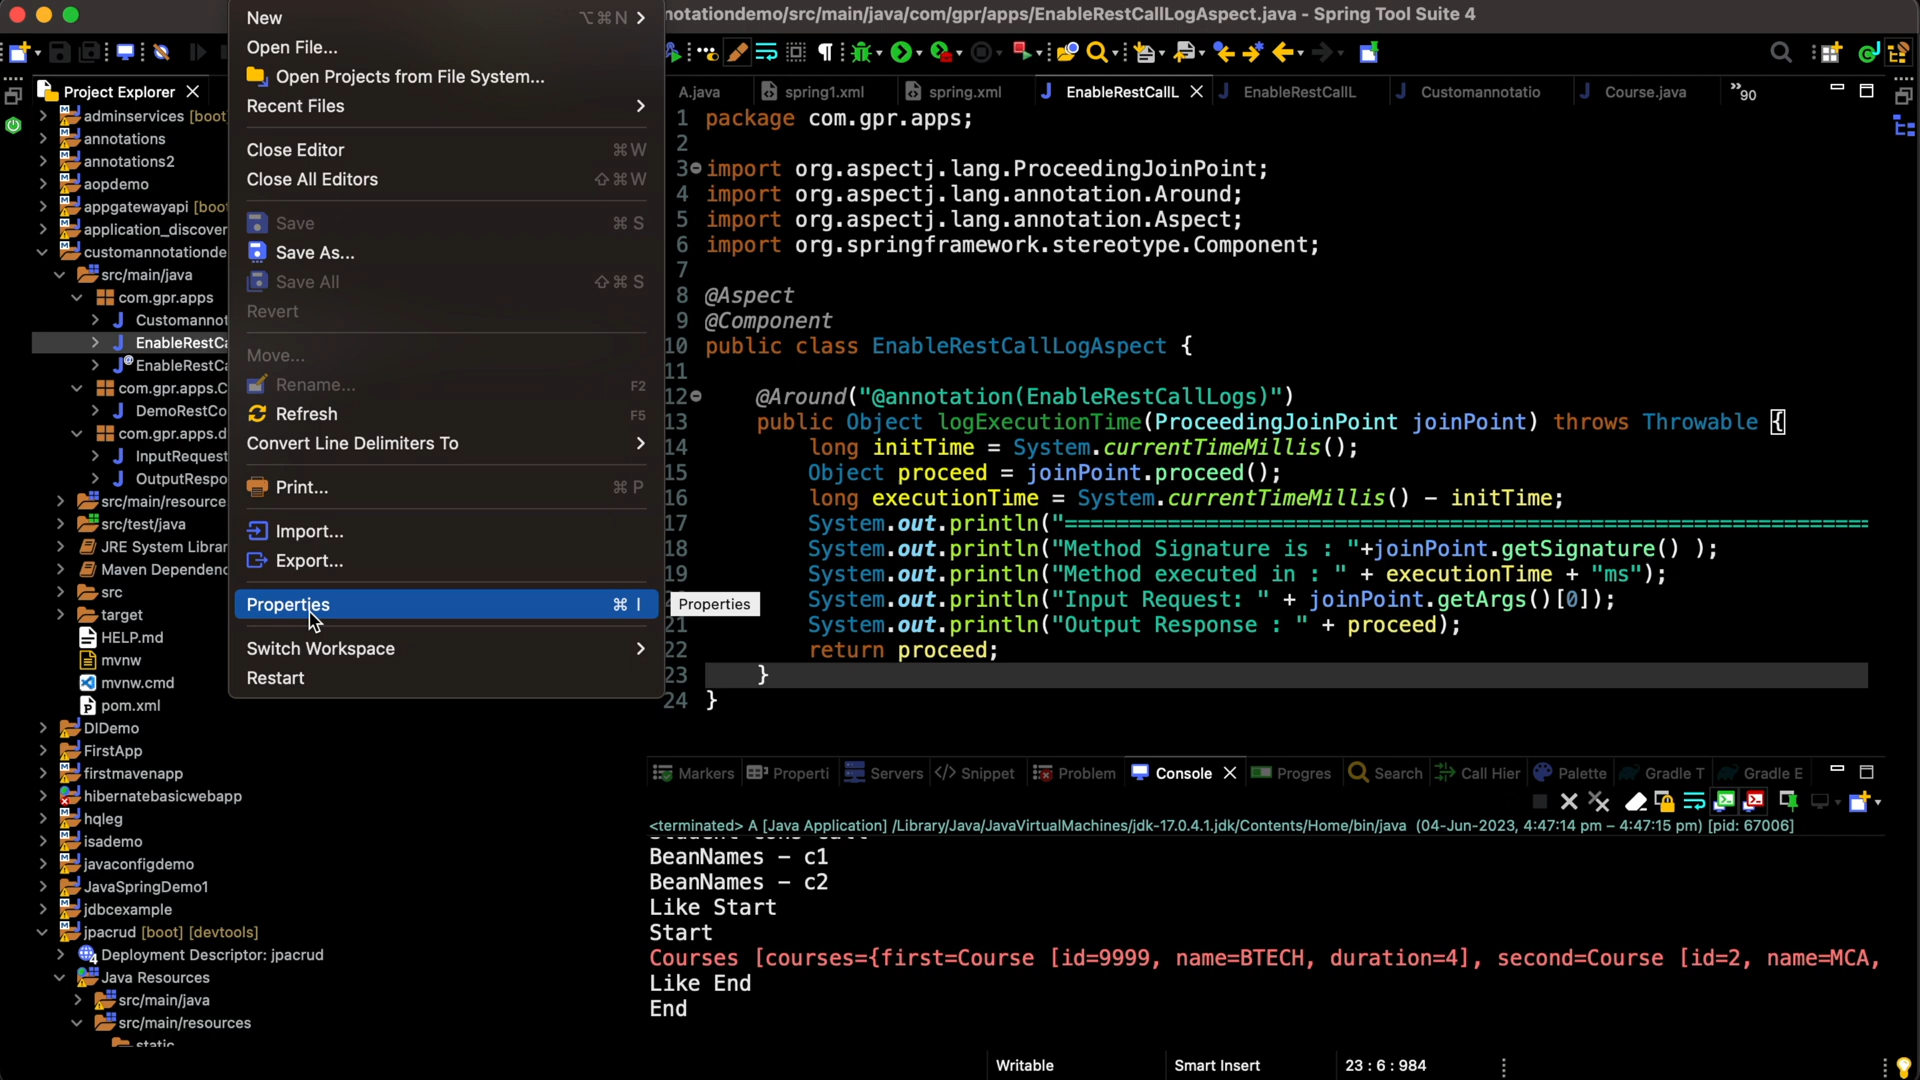 notationdemo/src/main/java/com/gpr/apps/EnableRestCallLogAspect.java - Spring Tool Suite 4
New ⌥⌘N
Open File...
Open Projects from File System...
Recent Files
Close Editor ⌘W
Close All Editors ⇧⌘W
Save ⌘S
Save As...
Save All ⇧⌘S
Revert
Move...
Rename... F2
Refresh F5
Convert Line Delimiters To
Print... ⌘P
Import...
Export...
Properties ⌘I
Properties
Switch Workspace
Restart
Project Explorer
adminservices [boot]
annotations
annotations2
aopdemo
appgatewayapi [boo
application_discover
customannotationde
src/main/java
com.gpr.apps
Customannot
EnableRestCa
EnableRestCa
com.gpr.apps.C
DemoRestCo
com.gpr.apps.d
InputRequest
OutputRespo
src/main/resource
src/test/java
JRE System Librar
Maven Dependenc
src
target
HELP.md
mvnw
mvnw.cmd
pom.xml
DIDemo
FirstApp
firstmavenapp
hibernatebasicwebapp
hqleg
isademo
javaconfigdemo
JavaSpringDemo1
jdbcexample
jpacrud [boot] [devtools]
Deployment Descriptor: jpacrud
Java Resources
src/main/java
src/main/resources
static
A.java spring1.xml spring.xml EnableRestCallL EnableRestCallL Customannotatio Course.java »90
1 package com.gpr.apps;
2
3 import org.aspectj.lang.ProceedingJoinPoint;
4 import org.aspectj.lang.annotation.Around;
5 import org.aspectj.lang.annotation.Aspect;
6 import org.springframework.stereotype.Component;
7
8 @Aspect
9 @Component
10 public class EnableRestCallLogAspect {
11
12 @Around("@annotation(EnableRestCallLogs)")
13 public Object logExecutionTime(ProceedingJoinPoint joinPoint) throws Throwable {
14 long initTime = System.currentTimeMillis();
15 Object proceed = joinPoint.proceed();
16 long executionTime = System.currentTimeMillis() - initTime;
17 System.out.println("===============================================================
18 System.out.println("Method Signature is : "+joinPoint.getSignature() );
19 System.out.println("Method executed in : " + executionTime + "ms");
20 System.out.println("Input Request: " + joinPoint.getArgs()[0]);
21 System.out.println("Output Response : " + proceed);
22 return proceed;
23 }
24 }
Markers Properti Servers Snippet Problem Console Progres Search Call Hier Palette Gradle T Gradle E
<terminated> A [Java Application] /Library/Java/JavaVirtualMachines/jdk-17.0.4.1.jdk/Contents/Home/bin/java (04-Jun-2023, 4:47:14 pm – 4:47:15 pm) [pid: 67006]
BeanNames - c1
BeanNames - c2
Like Start
Start
Courses [courses={first=Course [id=9999, name=BTECH, duration=4], second=Course [id=2, name=MCA,
Like End
End
Writable Smart Insert 23 : 6 : 984